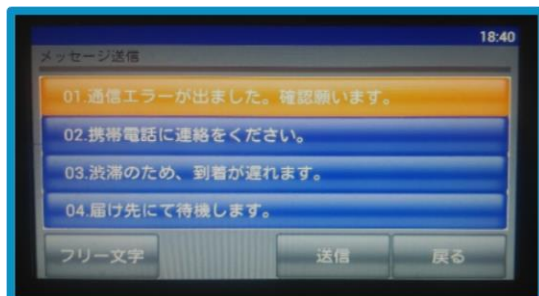 18:40
メッセージ送信
01.通信エラーが出ました。確認願います。
02.携帯電話に連絡をください。
03.渋滞のため、到着が遅れます。
04.届け先にて待機します。
フリー文字 送信 戻る